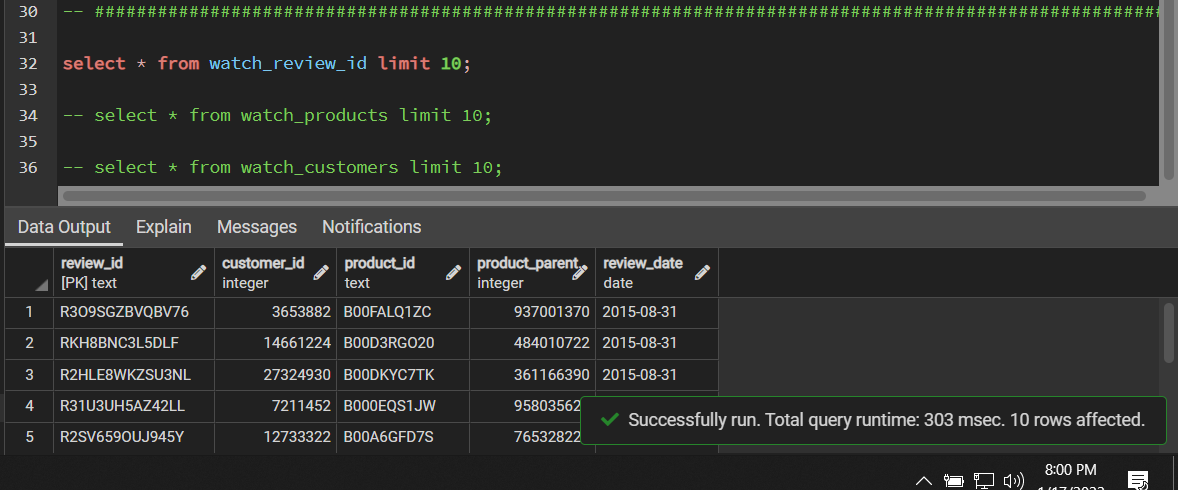 30 -- ####################################################################################################
31
32 select * from watch_review_id limit 10;
33
34 -- select * from watch_products limit 10;
35
36 -- select * from watch_customers limit 10;
Data Output Explain Messages Notifications
review_id customer_id product_id product_parent review_date
[PK] text integer text integer date
1 R3O9SGZBVQBV76 3653882 B00FALQ1ZC 937001370 2015-08-31
2 RKH8BNC3L5DLF 14661224 B00D3RGO20 484010722 2015-08-31
3 R2HLE8WKZSU3NL 27324930 B00DKYC7TK 361166390 2015-08-31
4 R31U3UH5AZ42LL 7211452 B000EQS1JW 95803562
5 R2SV659OUJ945Y 12733322 B00A6GFD7S 76532822
Successfully run. Total query runtime: 303 msec. 10 rows affected.
8:00 PM